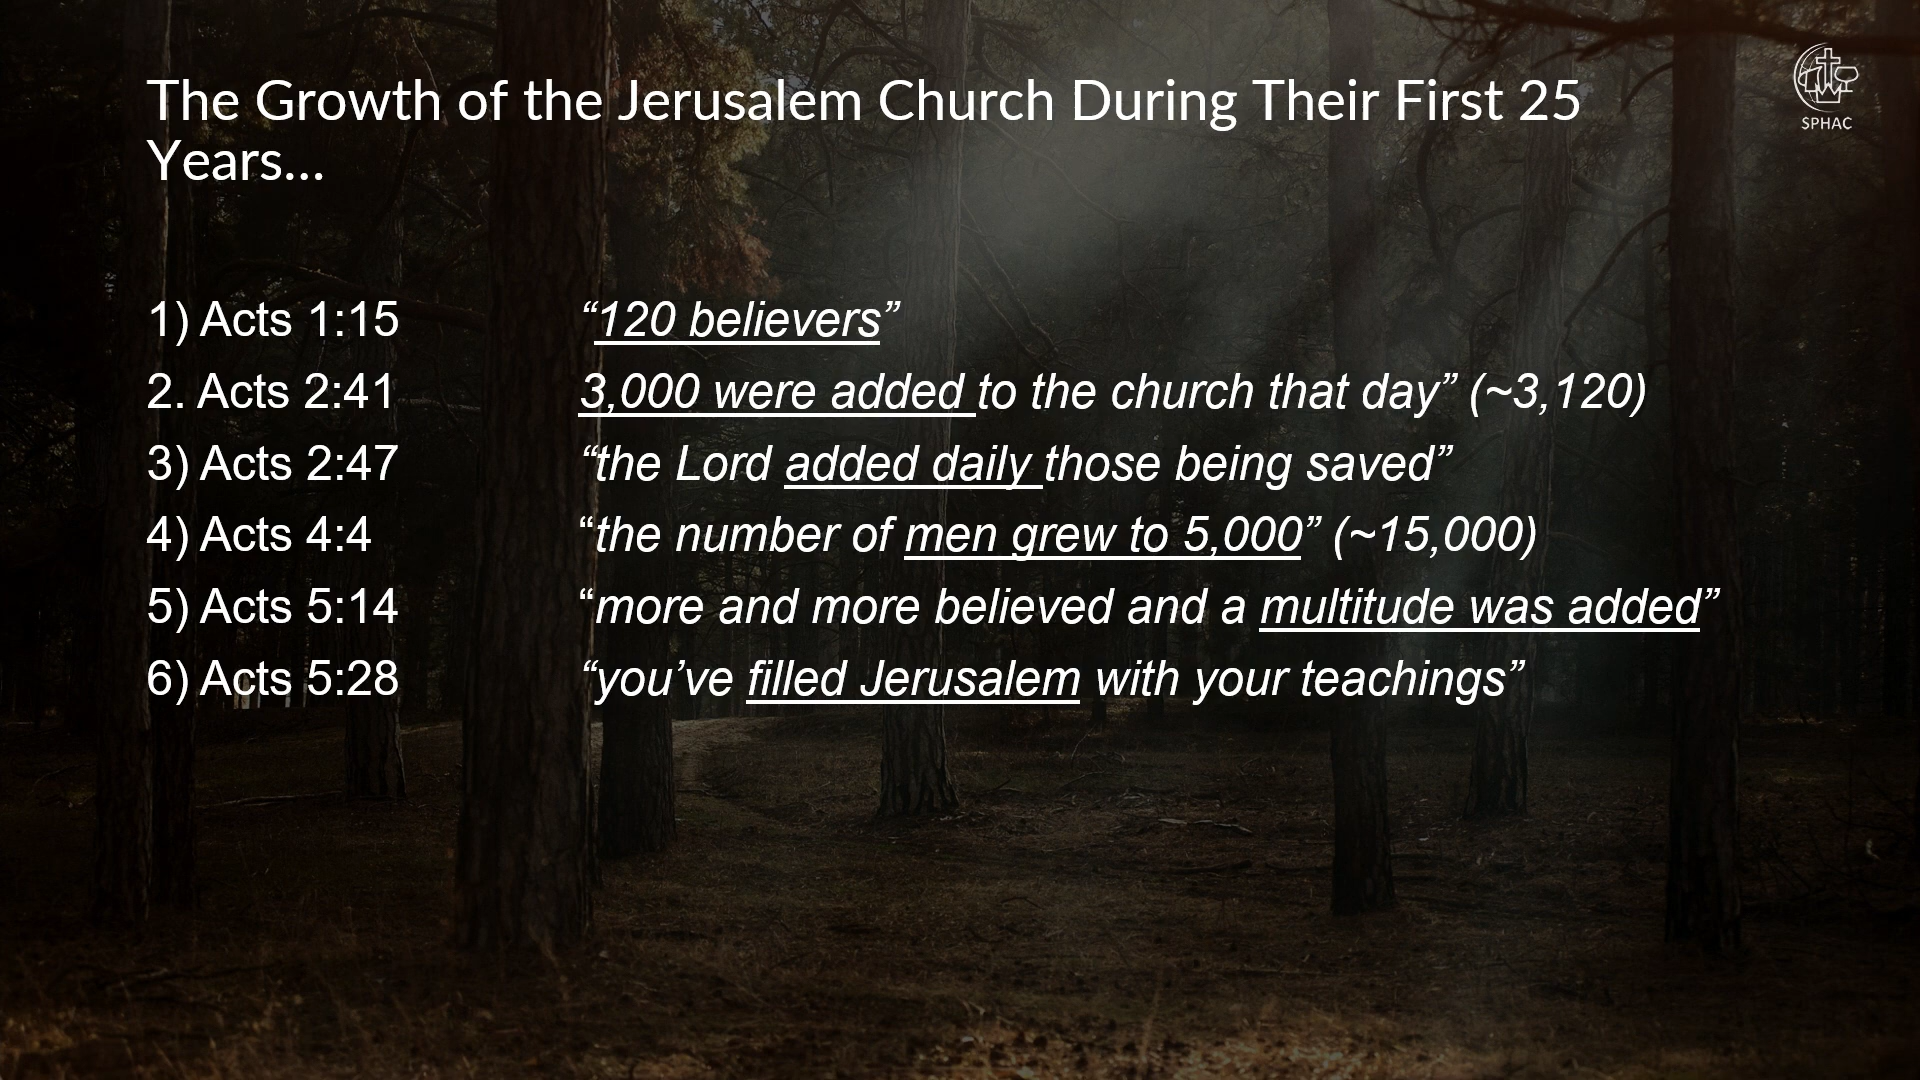 The Growth of the Jerusalem Church During Their First 25
Years…
SPHAC
1) Acts 1:15 “120 believers”
2. Acts 2:41 3,000 were added to the church that day” (~3,120)
3) Acts 2:47 “the Lord added daily those being saved”
4) Acts 4:4 “the number of men grew to 5,000” (~15,000)
5) Acts 5:14 “more and more believed and a multitude was added”
6) Acts 5:28 “you’ve filled Jerusalem with your teachings”